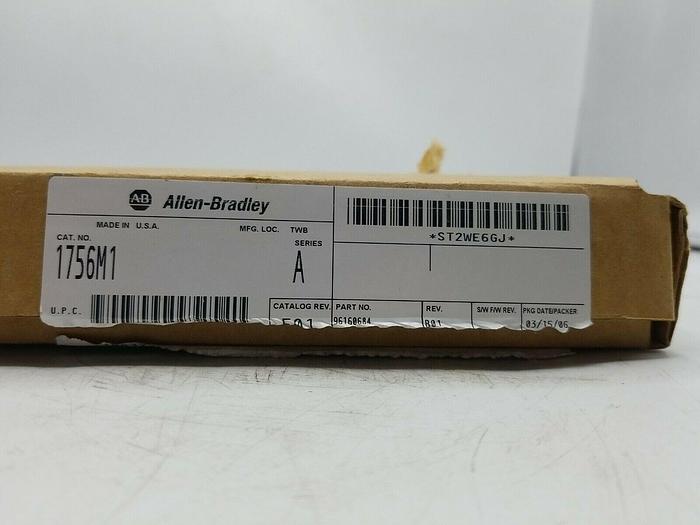 AB Allen-Bradley
MADE IN U.S.A. MFG. LOC. TWB
CAT. NO. SERIES
1756M1 A
U.P.C.
*ST2WE6GJ*
CATALOG REV. PART NO. REV. S/W F/W REV. PKG DATE/PACKER
96160684 B01 03/15/06